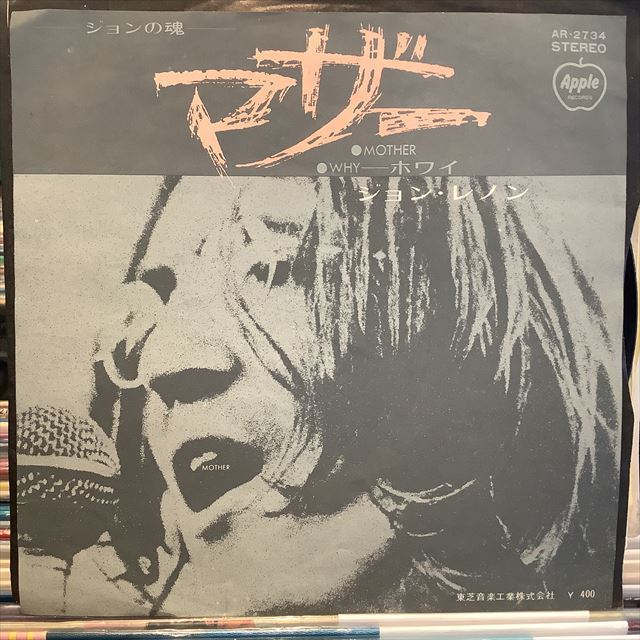 ジョンの魂
AR-2734
STEREO
Apple
RECORDS
マザー
●MOTHER
●WHY―ホワイ
ジョン・レノン
MOTHER
東芝音楽工業株式会社 ¥ 400